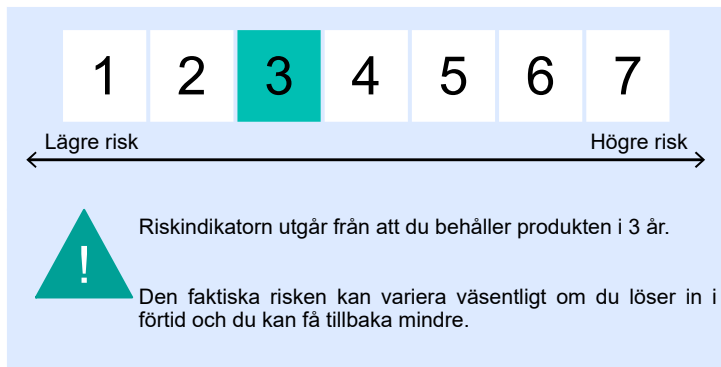 1 2 3 4 5 6 7
Lägre risk Högre risk
!
Riskindikatorn utgår från att du behåller produkten i 3 år.
Den faktiska risken kan variera väsentligt om du löser in i
förtid och du kan få tillbaka mindre.